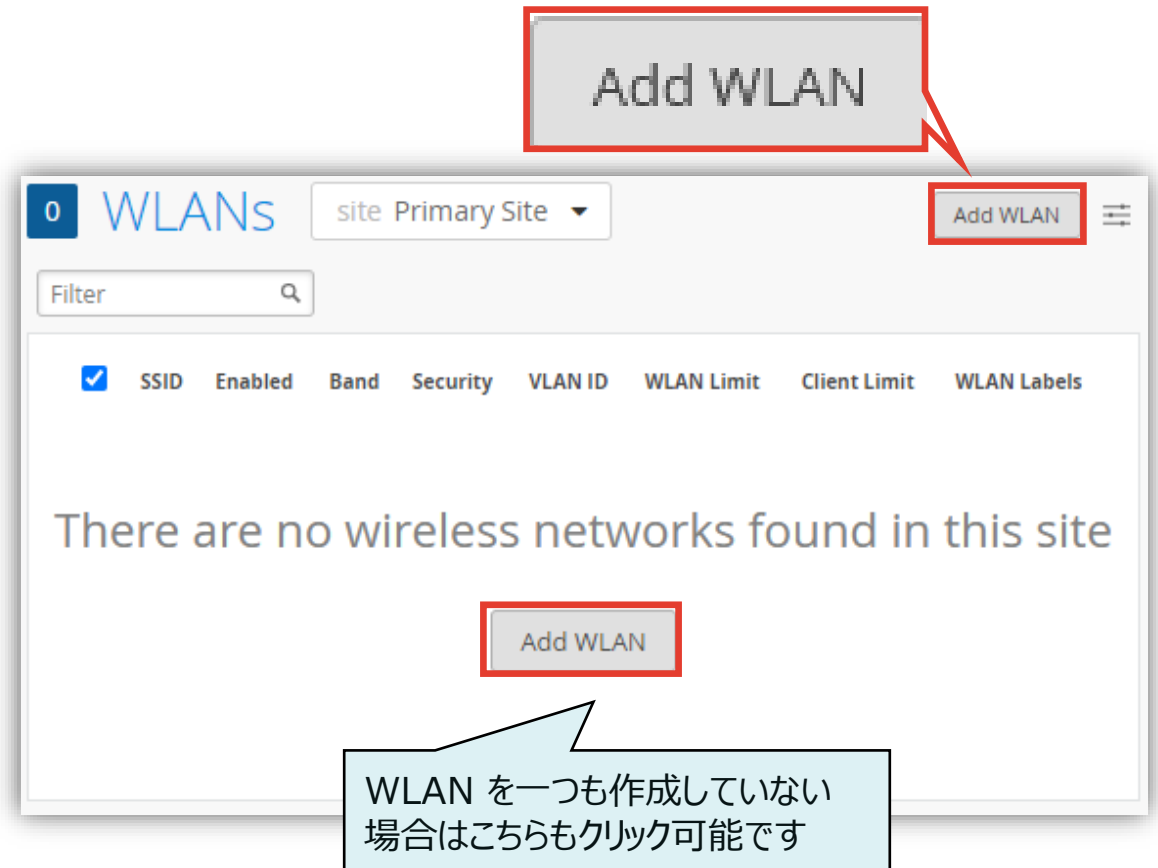 Add WLAN
0 WLANs site Primary Site Add WLAN
Filter
SSID Enabled Band Security VLAN ID WLAN Limit Client Limit WLAN Labels
There are no wireless networks found in this site
Add WLAN
WLAN を一つも作成していない
場合はこちらもクリック可能です